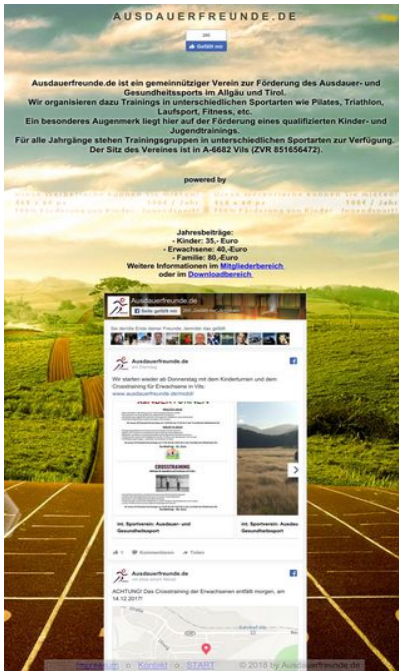 AUSDAUERFREUNDE.DE
Gefällt mir
Ausdauerfreunde.de ist ein gemeinnütziger Verein zur Förderung des Ausdauer- und
Gesundheitssports im Allgäu und Tirol.
Wir organisieren dazu Trainings in unterschiedlichen Sportarten wie Pilates, Triathlon,
Laufsport, Fitness, etc.
Ein besonderes Augenmerk liegt hier auf der Förderung eines qualifizierten Kinder- und
Jugendtrainings.
Für alle Jahrgänge stehen Trainingsgruppen in unterschiedlichen Sportarten zur Verfügung.
Der Sitz des Vereines ist in A-6682 Vils (ZVR 851656472).
powered by
Jahresbeiträge:
- Kinder: 35,- Euro
- Erwachsene: 40,-Euro
- Familie: 80,-Euro
Weitere Informationen im Mitgliederbereich
oder im Downloadbereich
Ausdauerfreunde.de
Seite gefällt mir
Ausdauerfreunde.de
am Dienstag
Wir starten wieder ab Donnerstag mit dem Kinderturnen und dem
Crosstraining für Erwachsene in Vils.
www.ausdauerfreunde.de/mobil/
CROSSTRAINING
int. Sportverein: Ausdauer- und
Gesundheitssport
int. Sportverein: Ausdau
Gesundheitssport
Kommentieren
Teilen
Ausdauerfreunde.de
ACHTUNG! Das Crosstraining der Erwachsenen entfällt morgen, am
14.12.2017!
Impressum o Kontakt o START © 2018 by Ausdauerfreunde.de